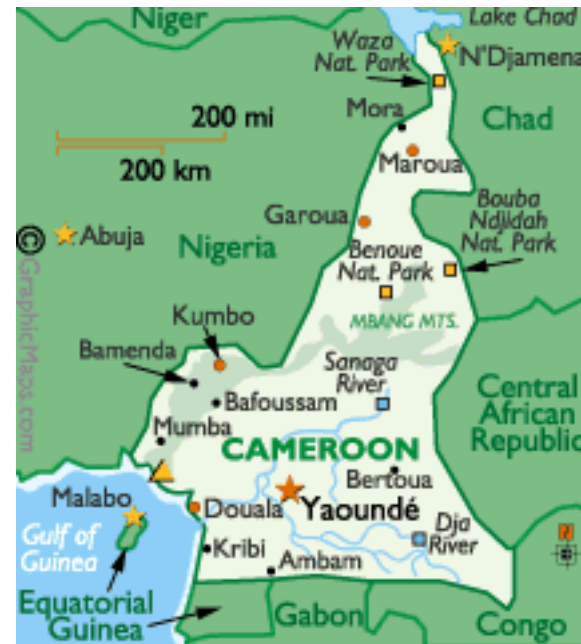 Niger
Lake Chad
Waza
Nat. Park
N'Djamena
Mora
Chad
200 mi
200 km
Maroua
Bouba
Ndjidah
Nat. Park
Garoua
Abuja
Nigeria
Benoue
Nat. Park
© GraphicMaps.com
Kumbo
MBANG MTS.
Bamenda
Sanaga
River
Central
African
Republic
Bafoussam
Mumba
CAMEROON
Bertoua
Malabo
Douala
Yaoundé
Gulf of
Guinea
Dja
River
N
Kribi
Ambam
Equatorial
Guinea
Gabon
Congo